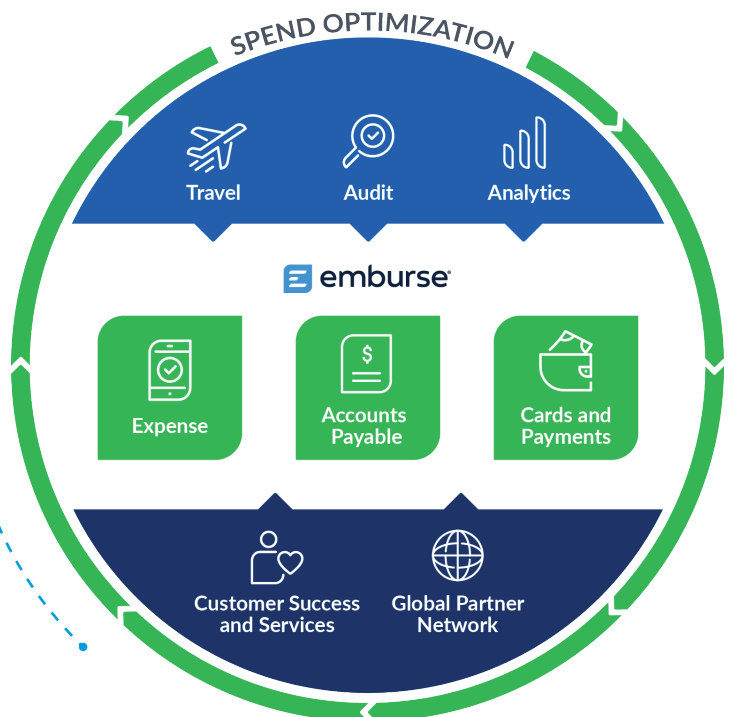 SPEND OPTIMIZATION
Travel
Audit
Analytics
emburse
Expense
Accounts
Payable
$
Cards and
Payments
Customer Success
and Services
Global Partner
Network